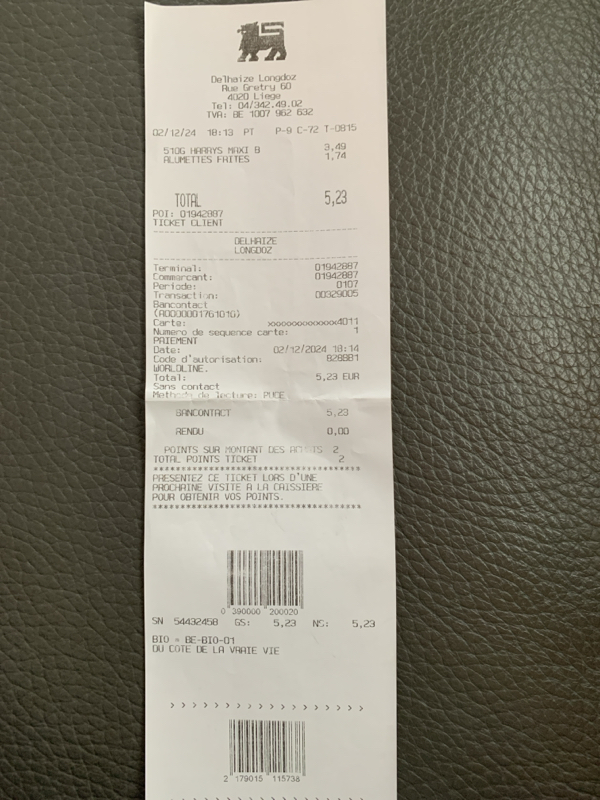 Delhaize Longdoz
Rue Gretry 60
4020 Liege
Tel: 04/342.49.02
TVA: BE 1007 962 632
02/12/24 18:13 PT P-9 C-72 T-0815
510G HARRYS MAXI B 3,49
ALUMETTES FAITES 1,74
TOTAL 5,23
POI: 01942887
TICKET CLIENT
DELHAIZE
LONGDOZ
Terminal: 01942887
Commercant: 01942887
Periode: 0107
Transaction: 00329005
Bancontact
(A0000001761010)
Carte: xxxxxxxxxxxxx4011
Numero de sequence carte: 1
PAIEMENT
Date: 02/12/2024 18:14
Code d'autorisation: 828881
WORLDLINE.
Total: 5,23 EUR
Sans contact
Methode de lecture: PUCE
BANCONTACT 5,23
RENDU 0,00
POINTS SUR MONTANT DES ACHATS 2
TOTAL POINTS TICKET 2
PRESENTEZ CE TICKET LORS D'UNE
PROCHAINE VISITE A LA CAISSIERE
POUR OBTENIR VOS POINTS.
0 390000 200020
SN 54432458 GS: 5,23 NS: 5,23
BIO = BE-BIO-01
DU COTE DE LA VRAIE VIE
2 179015 115738